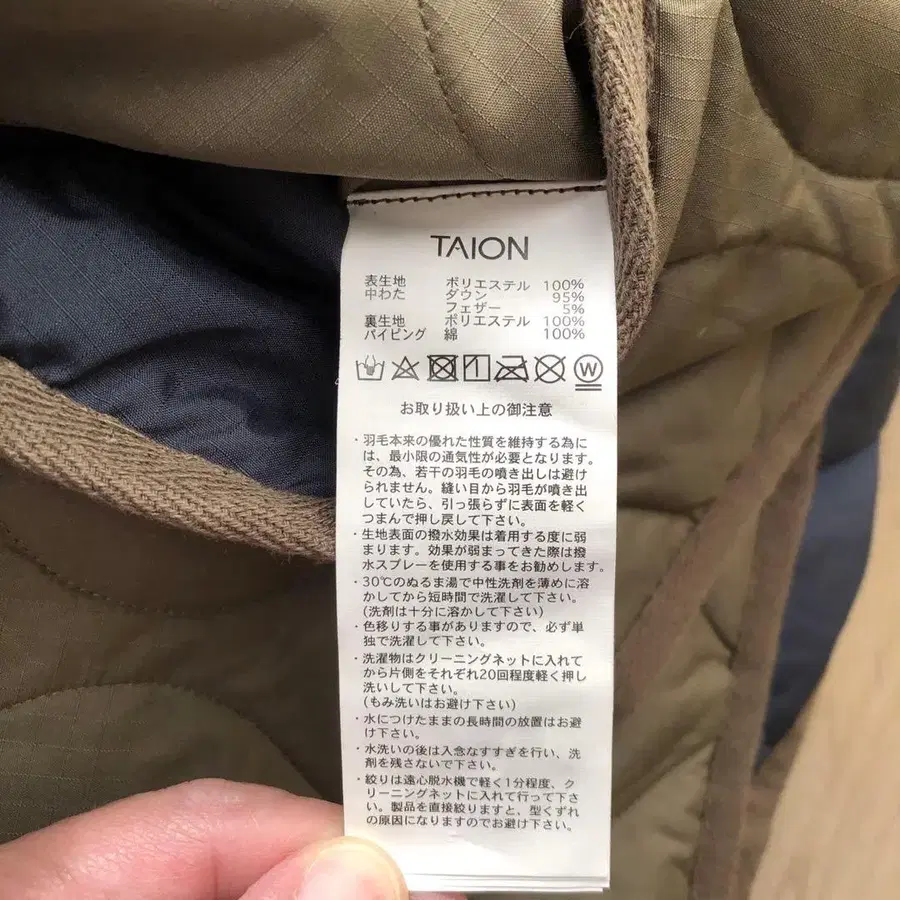 TAION
表生地 ポリエステル 100%
中わた ダウン 95%
フェザー 5%
裏生地 ポリエステル 100%
パイピング 綿 100%
W
お取り扱い上の御注意
・羽毛本来の優れた性質を維持する為に
は、最小限の通気性が必要となります。
その為、若干の羽毛の噴き出しは避け
られません。縫い目から羽毛が噴き出
していたら、引っ張らずに表面を軽く
つまんで押し戻して下さい。
・生地表面の撥水効果は着用する度に弱
まります。効果が弱まってきた際は撥
水スプレーを使用する事をお勧めします。
・30℃のぬるま湯で中性洗剤を薄めに溶
かしてから短時間で洗濯して下さい。
(洗剤は十分に溶かして下さい)
・色移りする事がありますので、必ず単
独で洗濯して下さい。
・洗濯物はクリーニングネットに入れて
から片側をそれぞれ20回程度軽く押し
洗いして下さい。
(もみ洗いはお避け下さい)
・水につけたままの長時間の放置はお避
け下さい。
・水洗いの後は入念なすすぎを行い、洗
剤を残さないで下さい。
・絞りは遠心脱水機で軽く1分程度、ク
リーニングネットに入れて行って下さ
い。製品を直接絞りますと、型くずれ
の原因になりますのでお避け下さい。